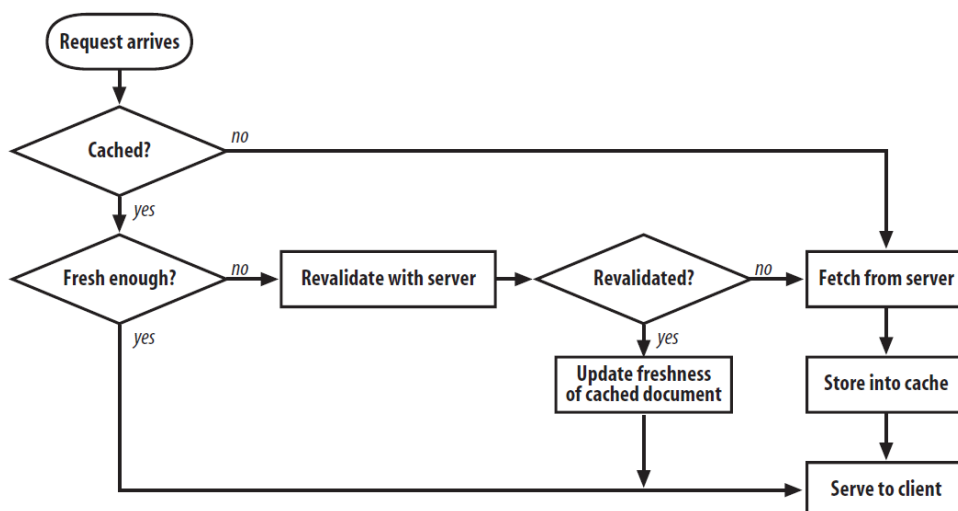 Request arrives
Cached?
no
yes
Fresh enough?
no
Revalidate with server
Revalidated?
no
Fetch from server
yes
yes
Update freshness
of cached document
Store into cache
Serve to client